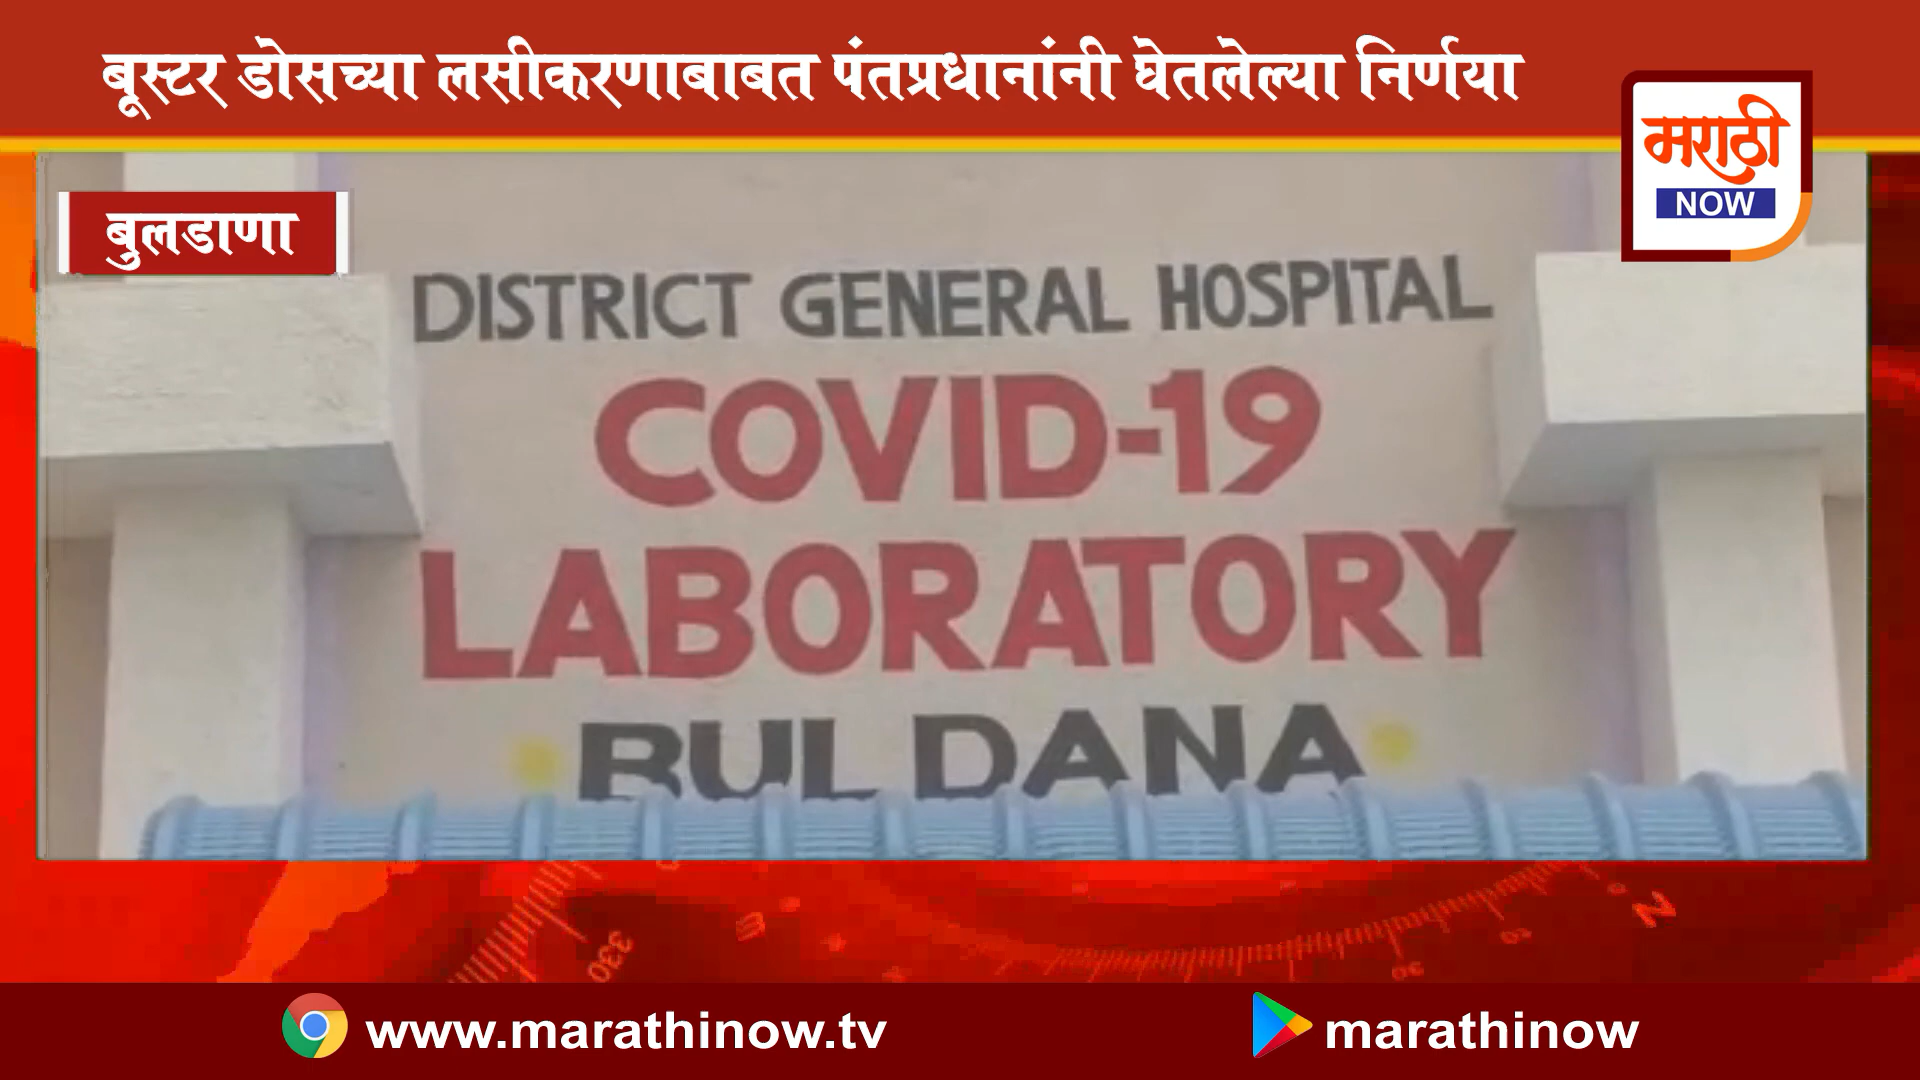 बूस्टर डोसच्या लसीकरणाबाबत पंतप्रधानांनी घेतलेल्या निर्णया
मराठी
NOW
बुलडाणा
DISTRICT GENERAL HOSPITAL
COVID-19
LABORATORY
BULDANA
330
N
www.marathinow.tv
marathinow